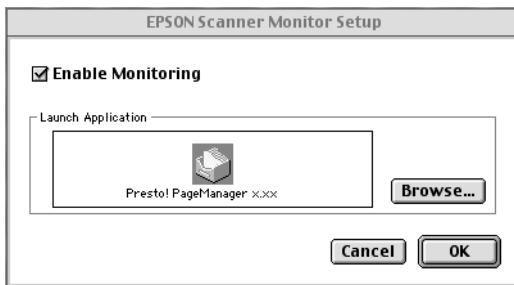 EPSON Scanner Monitor Setup
Enable Monitoring
Launch Application
Presto! PageManager x.xx
Browse...
Cancel OK